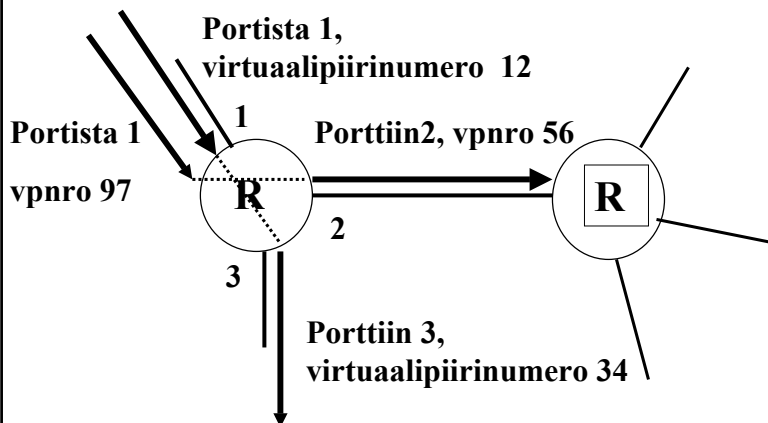 Portista 1,
virtuaalipiirinumero 12
1
Portista 1
Porttiin2, vpnro 56
vpnro 97
R
R
2
3
Porttiin 3,
virtuaalipiirinumero 34